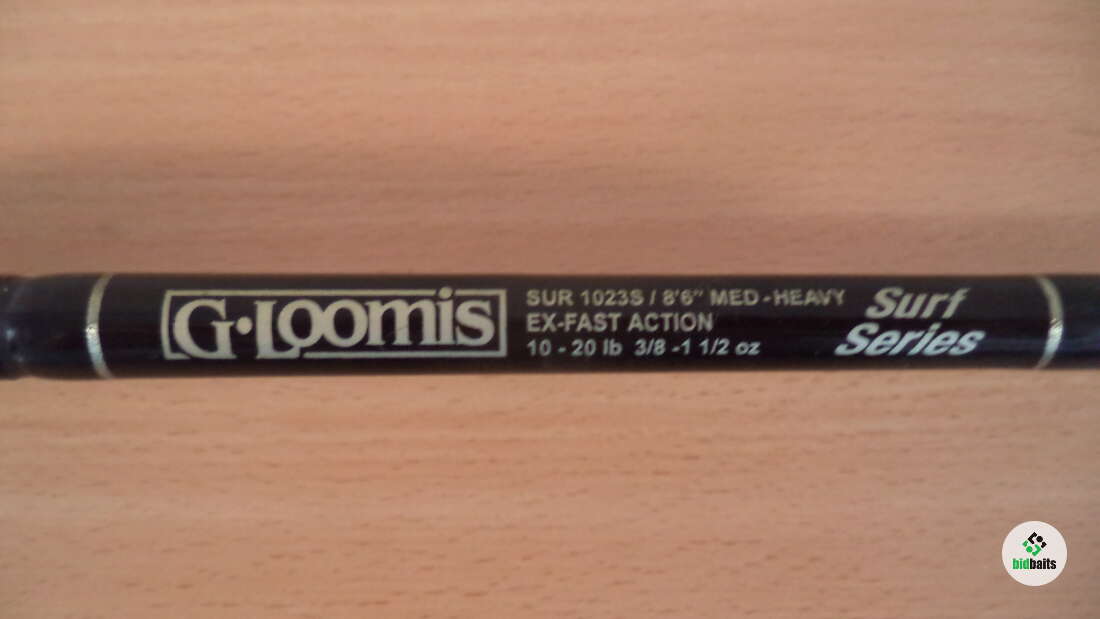 G·Loomis
SUR 1023S / 8'6" MED-HEAVY
EX-FAST ACTION
10 - 20 lb 3/8 -1 1/2 oz
Surf
Series
bidbaits